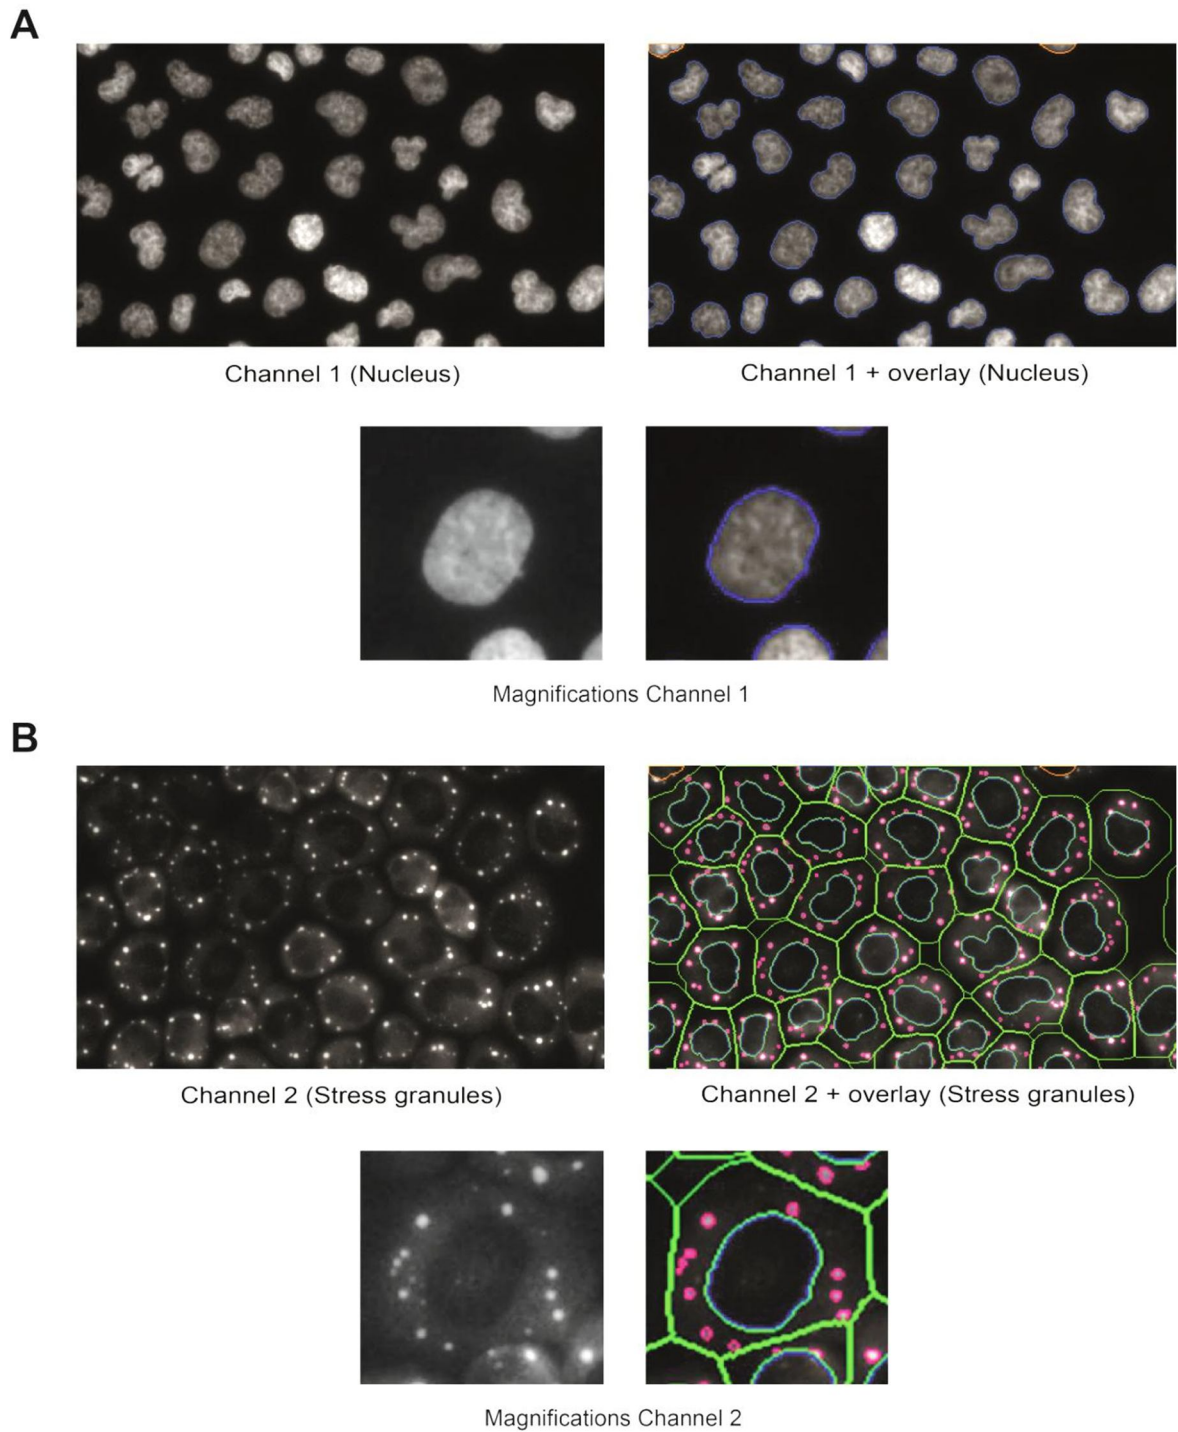 A
Channel 1 (Nucleus)
Channel 1 + overlay (Nucleus)
Magnifications Channel 1
B
Channel 2 (Stress granules)
Channel 2 + overlay (Stress granules)
Magnifications Channel 2